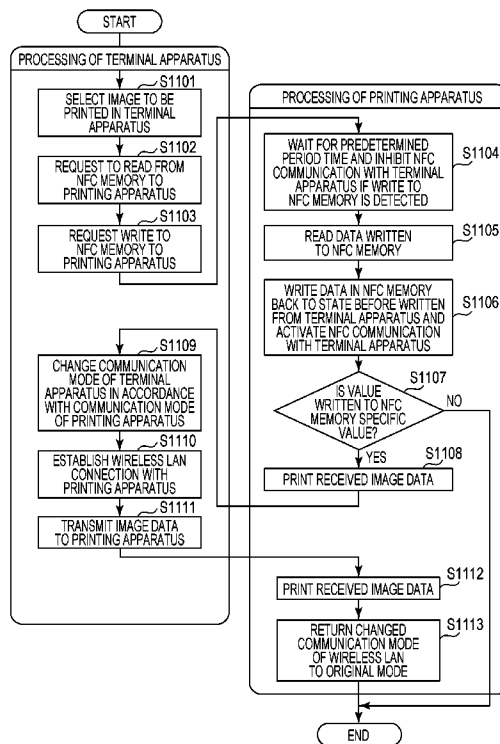 START
PROCESSING OF TERMINAL APPARATUS
S1101
SELECT IMAGE TO BE
PRINTED IN TERMINAL
APPARATUS
S1102
REQUEST TO READ FROM
NFC MEMORY TO
PRINTING APPARATUS
S1103
REQUEST WRITE TO
NFC MEMORY TO
PRINTING APPARATUS
PROCESSING OF PRINTING APPARATUS
S1104
WAIT FOR PREDETERMINED
PERIOD TIME AND INHIBIT NFC
COMMUNICATION WITH TERMINAL
APPARATUS IF WRITE TO
NFC MEMORY IS DETECTED
S1105
READ DATA WRITTEN
TO NFC MEMORY
S1106
WRITE DATA IN NFC MEMORY
BACK TO STATE BEFORE WRITTEN
FROM TERMINAL APPARATUS AND
ACTIVATE NFC COMMUNICATION
WITH TERMINAL APPARATUS
S1107
IS VALUE
WRITTEN TO NFC
MEMORY SPECIFIC
VALUE?
NO
YES
S1108
PRINT RECEIVED IMAGE DATA
S1109
CHANGE COMMUNICATION
MODE OF TERMINAL
APPARATUS IN ACCORDANCE
WITH COMMUNICATION MODE
OF PRINTING APPARATUS
S1110
ESTABLISH WIRELESS LAN
CONNECTION WITH
PRINTING APPARATUS
S1111
TRANSMIT IMAGE DATA
TO PRINTING APPARATUS
S1112
PRINT RECEIVED IMAGE DATA
S1113
RETURN CHANGED
COMMUNICATION MODE
OF WIRELESS LAN
TO ORIGINAL MODE
END